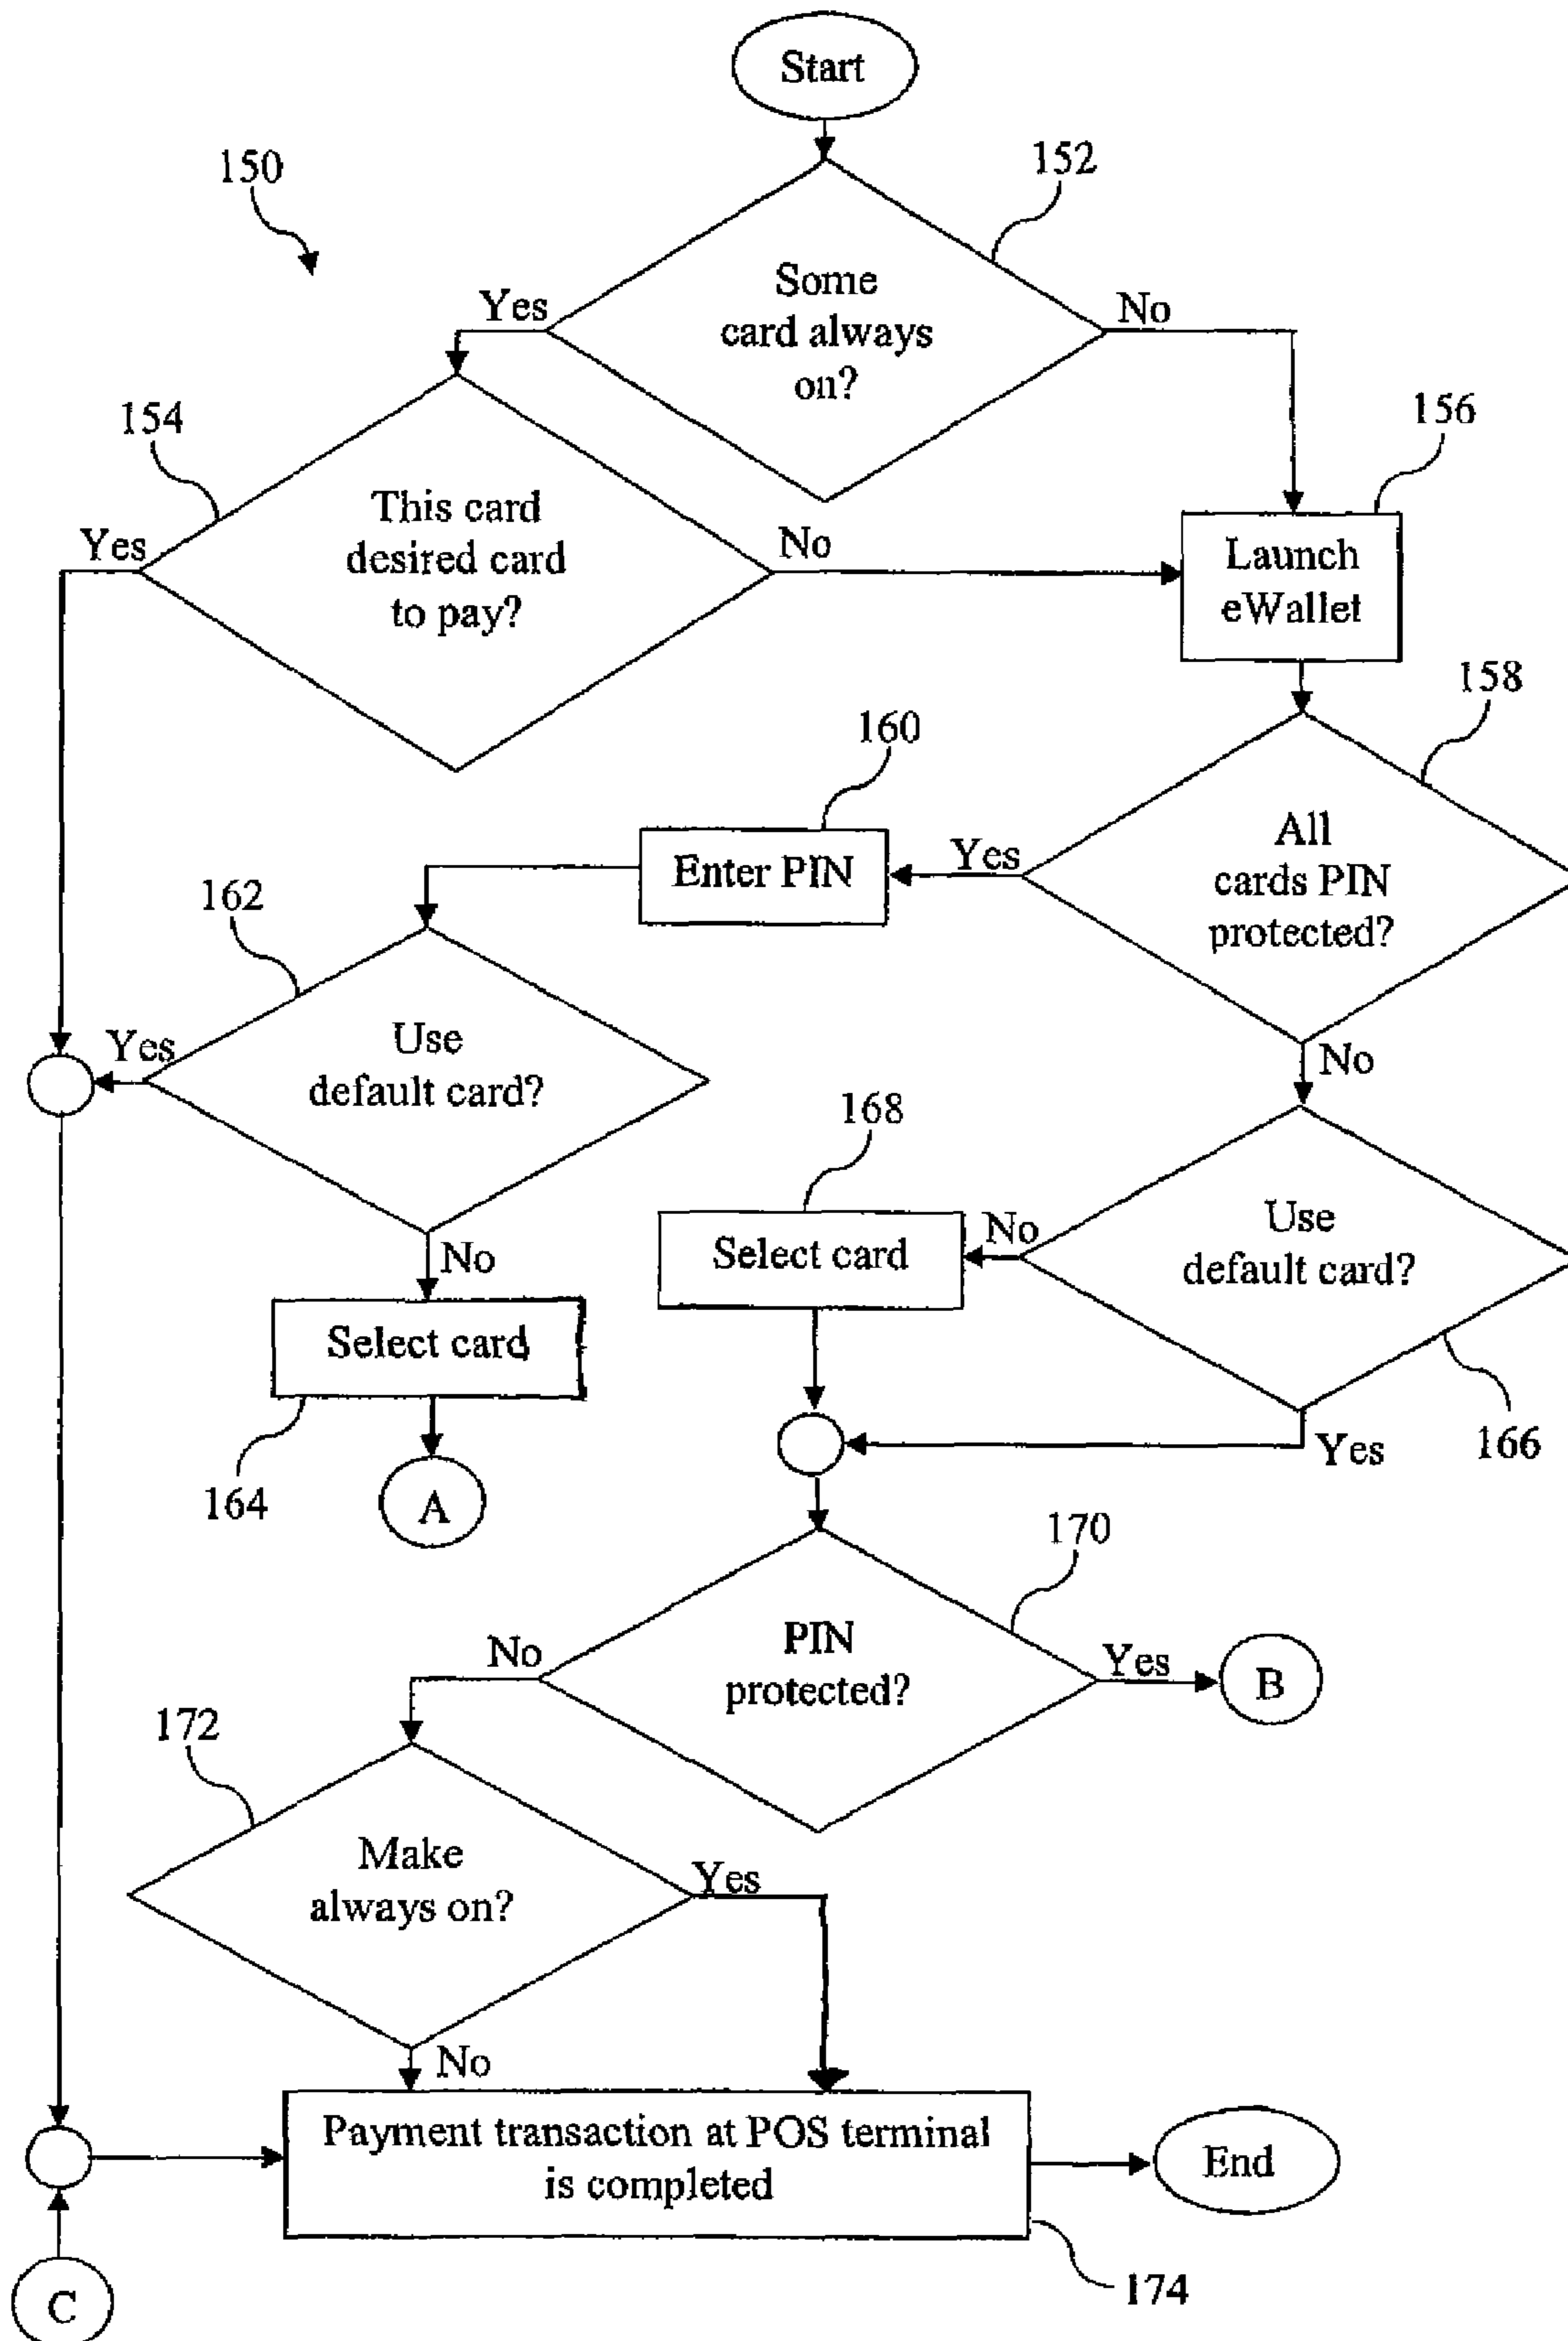 Start
150
152
Some
card always
on?
Yes
No
154
156
This card
desired card
to pay?
Yes
No
Launch
eWallet
158
160
All
cards PIN
protected?
Yes
Enter PIN
162
No
Use
default card?
Yes
168
No
Select card
Use
default card?
No
Select card
Yes
166
164
A
170
PIN
protected?
No
Yes
B
172
Make
always on?
Yes
No
Payment transaction at POS terminal
is completed
End
174
C